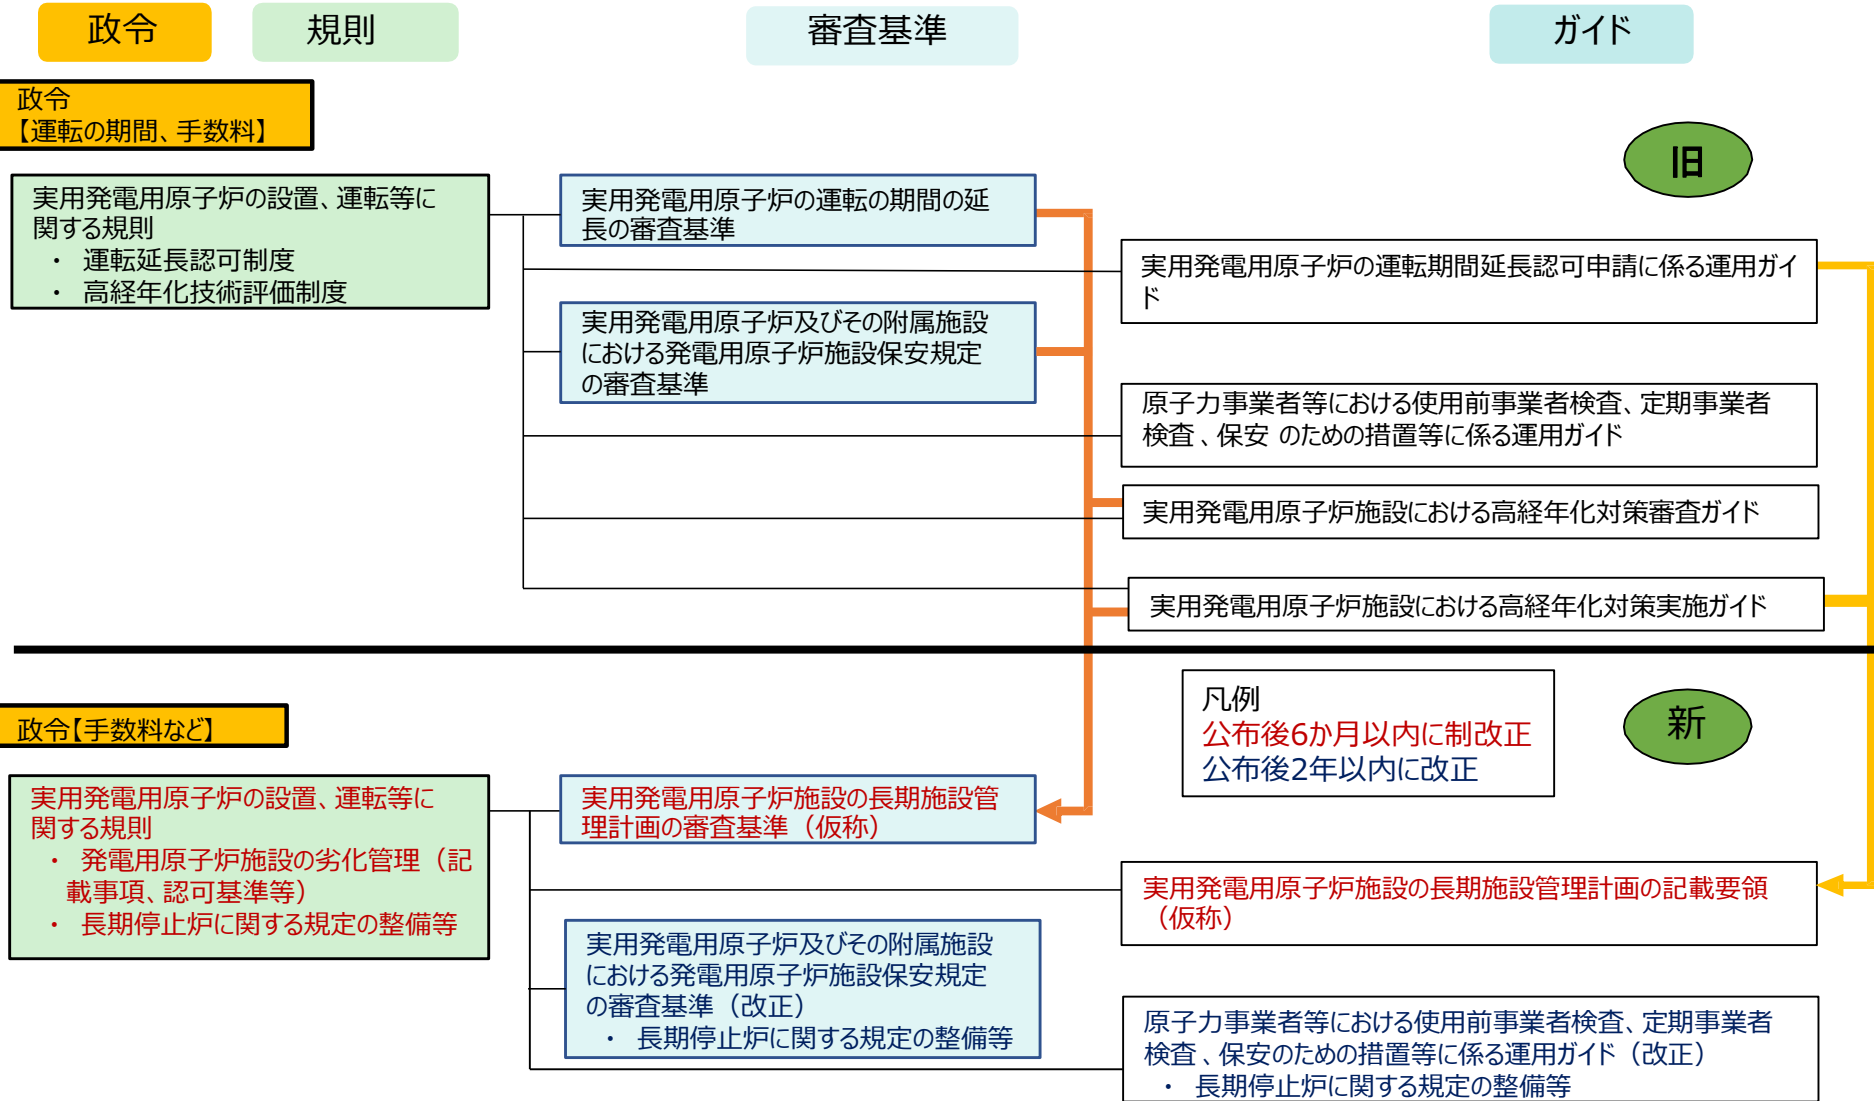 政令
規則
審査基準
ガイド
政令
【運転の期間、手数料】
旧
実用発電用原子炉の設置、運転等に
関する規則
・ 運転延長認可制度
・ 高経年化技術評価制度
実用発電用原子炉の運転の期間の延
長の審査基準
実用発電用原子炉の運転期間延長認可申請に係る運用ガイ
ド
実用発電用原子炉及びその附属施設
における発電用原子炉施設保安規定
の審査基準
原子力事業者等における使用前事業者検査、定期事業者
検査、保安 のための措置等に係る運用ガイド
実用発電用原子炉施設における高経年化対策審査ガイド
実用発電用原子炉施設における高経年化対策実施ガイド
凡例
公布後6か月以内に制改正
公布後2年以内に改正
新
政令【手数料など】
実用発電用原子炉の設置、運転等に
関する規則
・ 発電用原子炉施設の劣化管理（記
載事項、認可基準等）
・ 長期停止炉に関する規定の整備等
実用発電用原子炉施設の長期施設管
理計画の審査基準（仮称）
実用発電用原子炉施設の長期施設管理計画の記載要領
（仮称）
実用発電用原子炉及びその附属施設
における発電用原子炉施設保安規定
の審査基準（改正）
・ 長期停止炉に関する規定の整備等
原子力事業者等における使用前事業者検査、定期事業者
検査、保安のための措置等に係る運用ガイド（改正）
・ 長期停止炉に関する規定の整備等